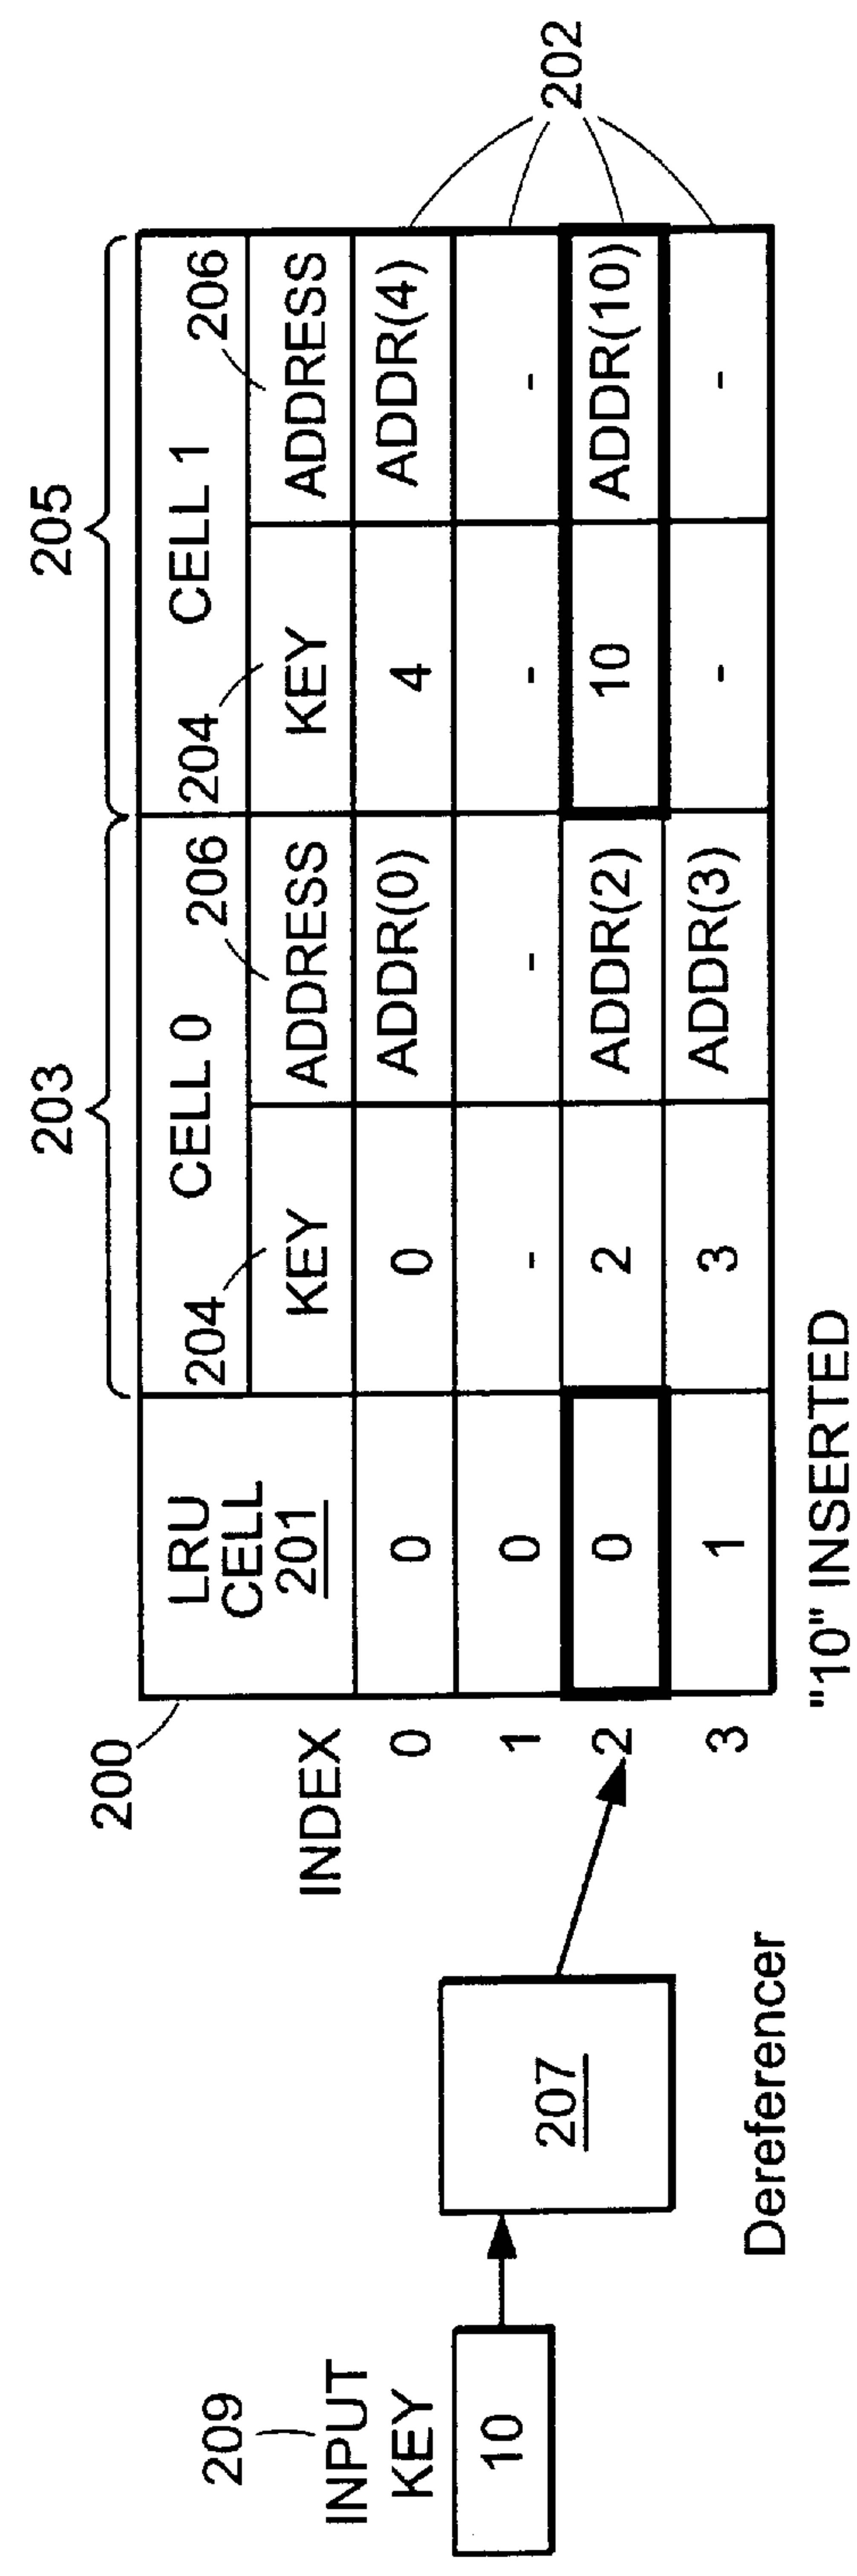 203
205
200
LRU CELL 201
CELL 0
CELL 1
204
206
204
206
INDEX
KEY
ADDRESS
KEY
ADDRESS
0
0
0
ADDR(0)
4
ADDR(4)
1
0
-
-
-
-
2
0
2
ADDR(2)
10
ADDR(10)
3
1
3
ADDR(3)
-
-
202
209
INPUT
KEY
10
207
Dereferencer
"10" INSERTED